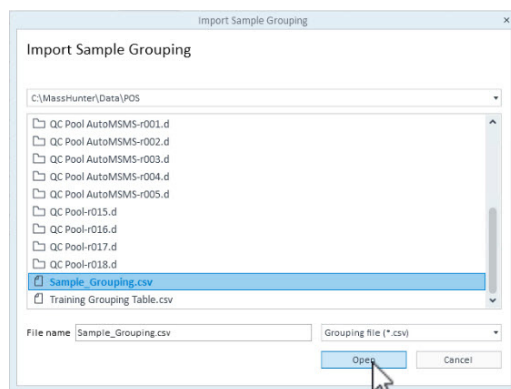 Import Sample Grouping
Import Sample Grouping
C:\MassHunter\Data\POS
QC Pool AutoMSMS-r001.d
QC Pool AutoMSMS-r002.d
QC Pool AutoMSMS-r003.d
QC Pool AutoMSMS-r004.d
QC Pool AutoMSMS-r005.d
QC Pool-r015.d
QC Pool-r016.d
QC Pool-r017.d
QC Pool-r018.d
Sample_Grouping.csv
Training Grouping Table.csv
File name Sample_Grouping.csv Grouping file (*.csv)
Open Cancel